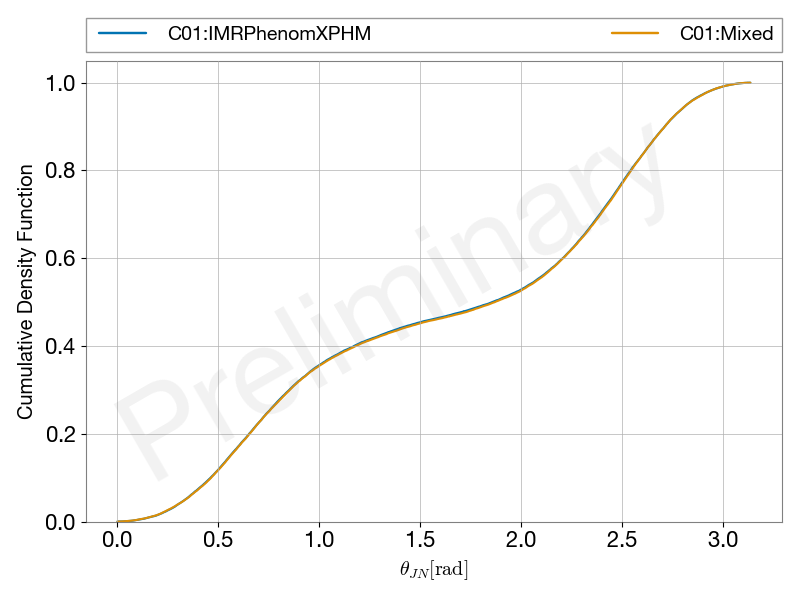 C01:IMRPhenomXPHM C01:Mixed
1.0
0.8
0.6
0.4
0.2
0.0
Cumulative Density Function
Preliminary
0.0 0.5 1.0 1.5 2.0 2.5 3.0
θJN[rad]